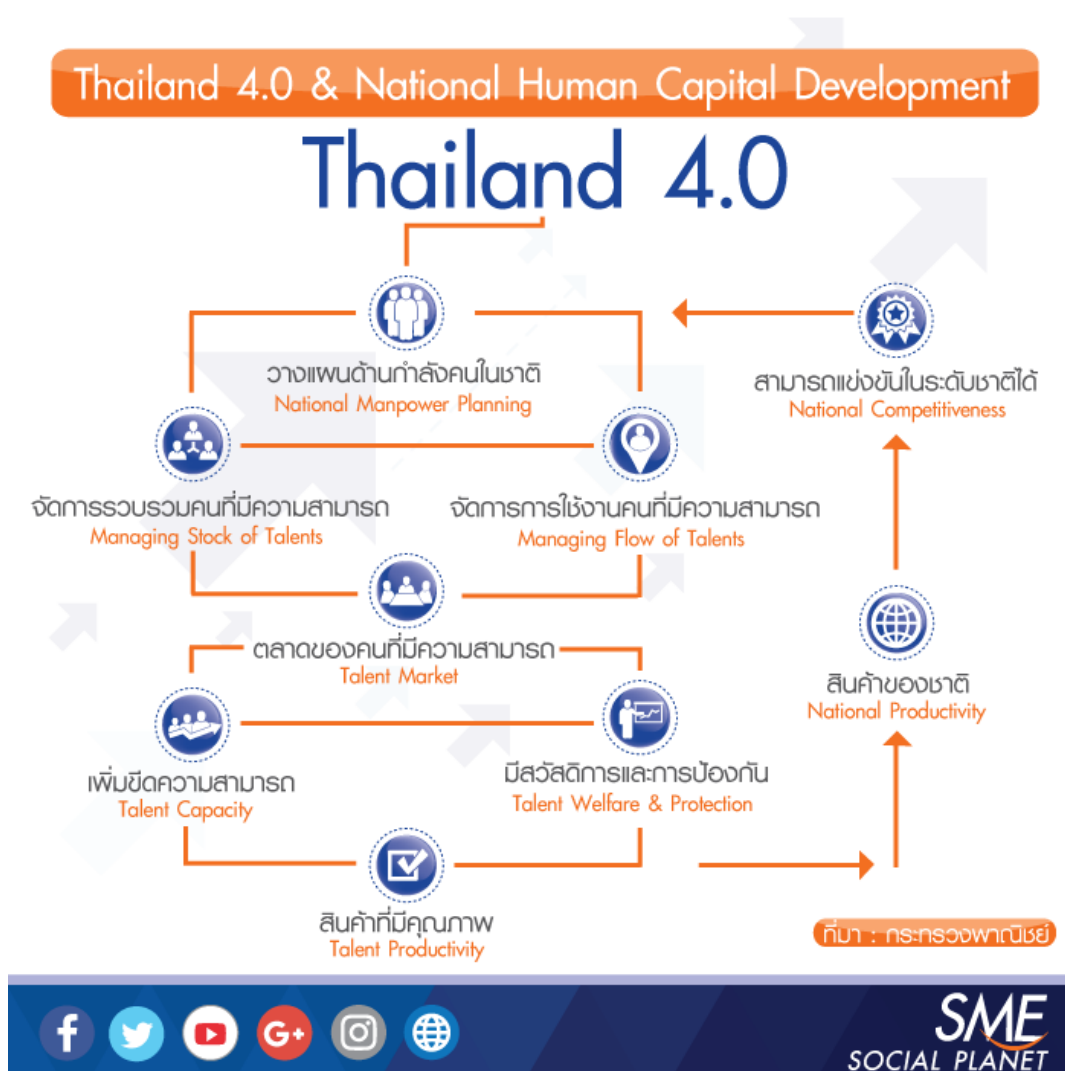 Thailand 4.0 & National Human Capital Development
Thailand 4.0
วางแผนด้านกำลังคนในชาติ
National Manpower Planning
สามารถแข่งขันในระดับชาติได้
National Competitiveness
จัดการรวบรวมคนที่มีความสามารถ
Managing Stock of Talents
จัดการการใช้งานคนที่มีความสามารถ
Managing Flow of Talents
ตลาดของคนที่มีความสามารถ
Talent Market
สินค้าของชาติ
National Productivity
เพิ่มขีดความสามารถ
Talent Capacity
มีสวัสดิการและการป้องกัน
Talent Welfare & Protection
สินค้าที่มีคุณภาพ
Talent Productivity
ที่มา : กระทรวงพาณิชย์
f
G+
SME
SOCIAL PLANET